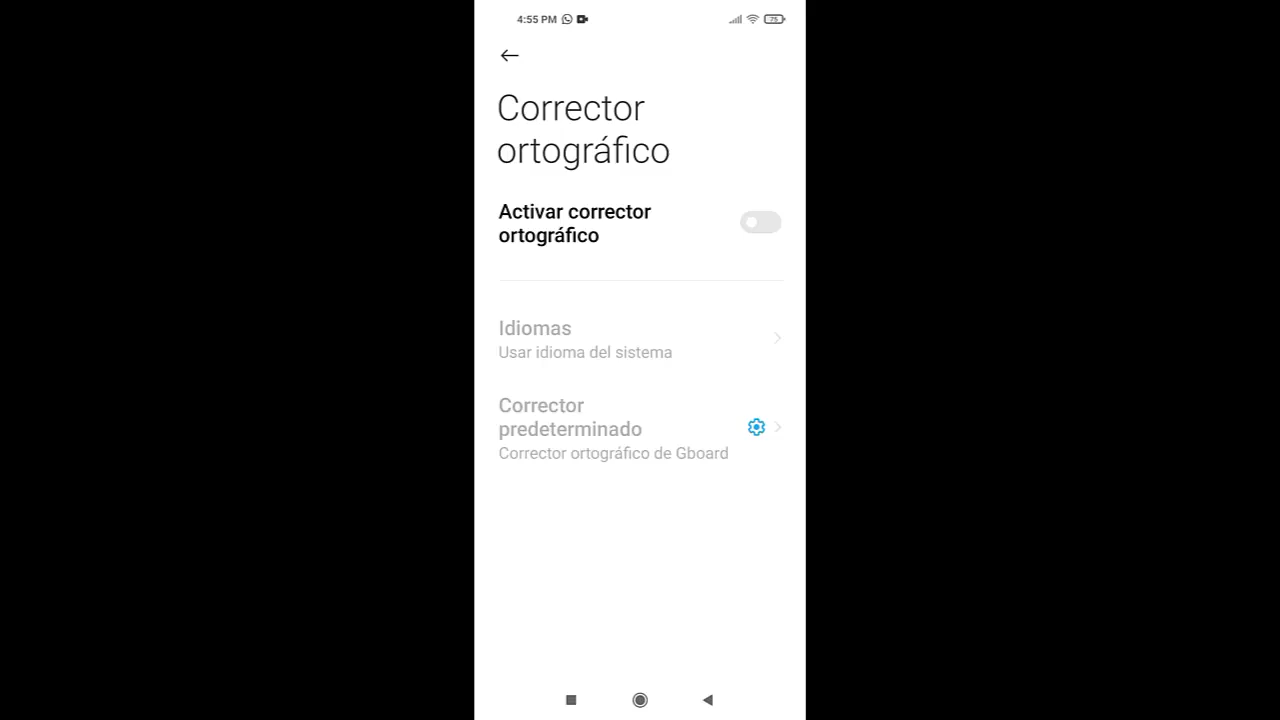 4:55 PM
75
Corrector
ortográfico
Activar corrector
ortográfico
Idiomas
Usar idioma del sistema
Corrector
predeterminado
Corrector ortográfico de Gboard